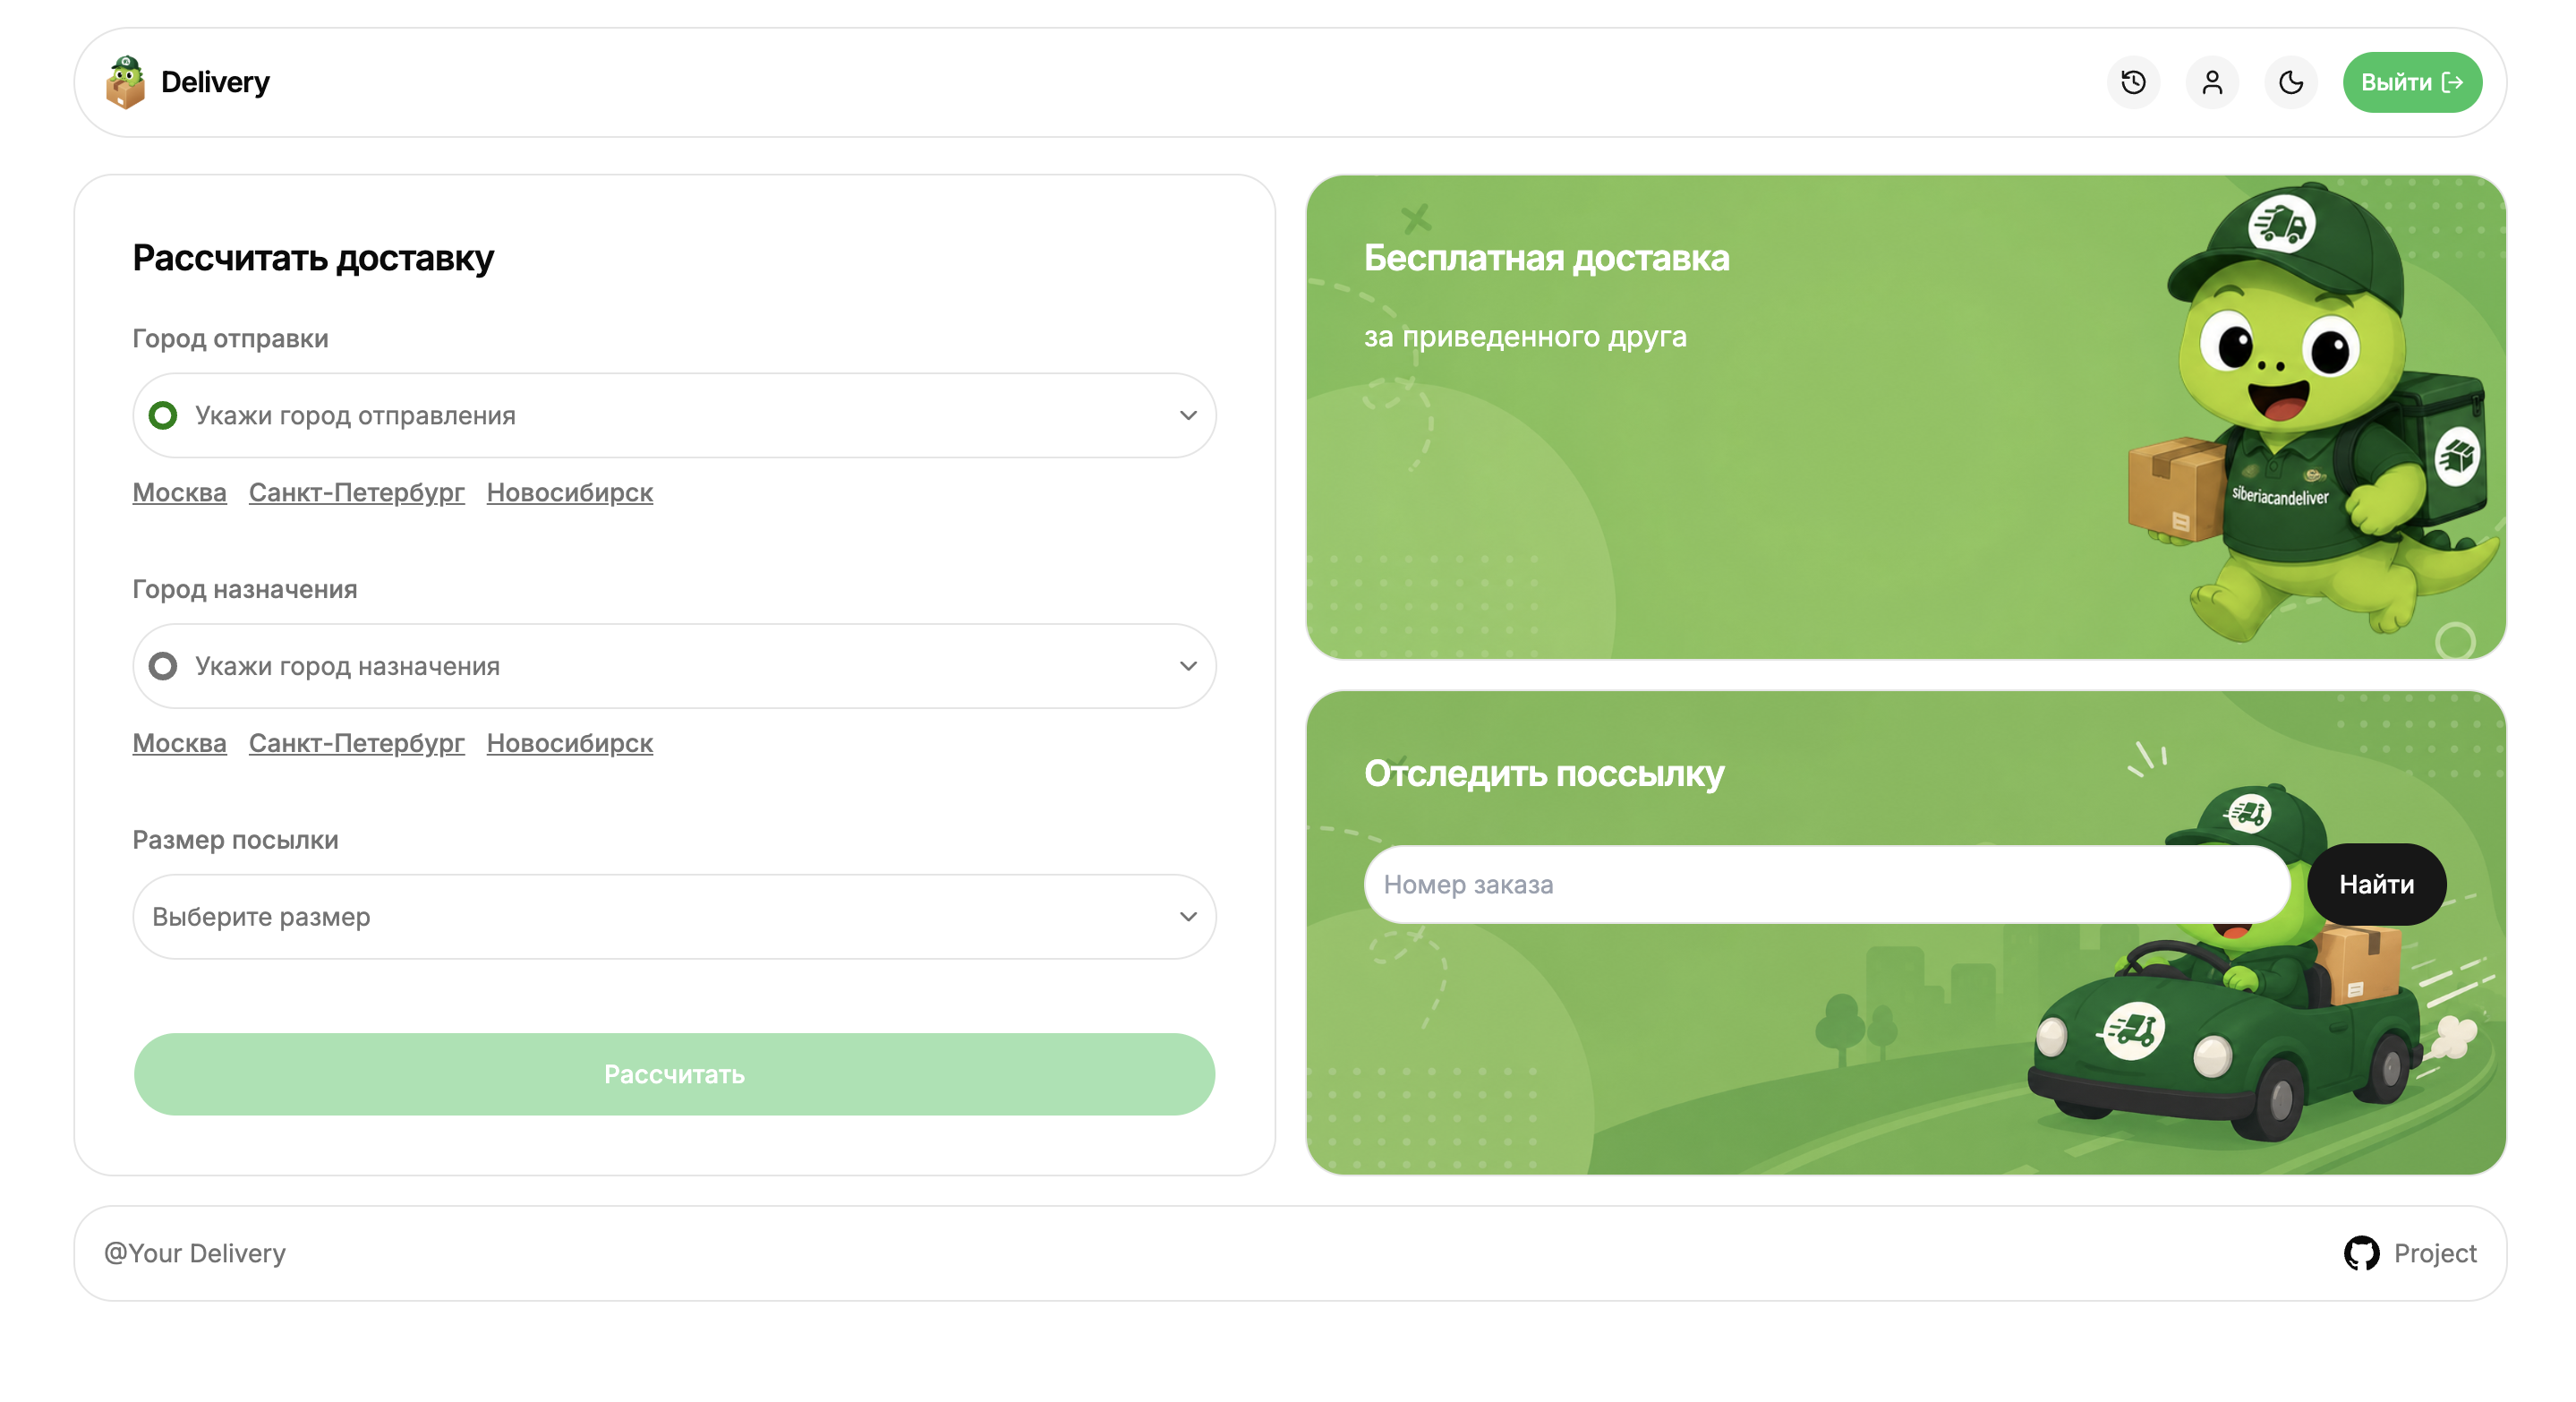 Delivery
Выйти
Рассчитать доставку
Город отправки
Укажи город отправления
Москва Санкт-Петербург Новосибирск
Город назначения
Укажи город назначения
Москва Санкт-Петербург Новосибирск
Размер посылки
Выберите размер
Рассчитать
Бесплатная доставка
за приведенного друга
siberiacandeliver
Отследить поссылку
Номер заказа
Найти
@Your Delivery
Project